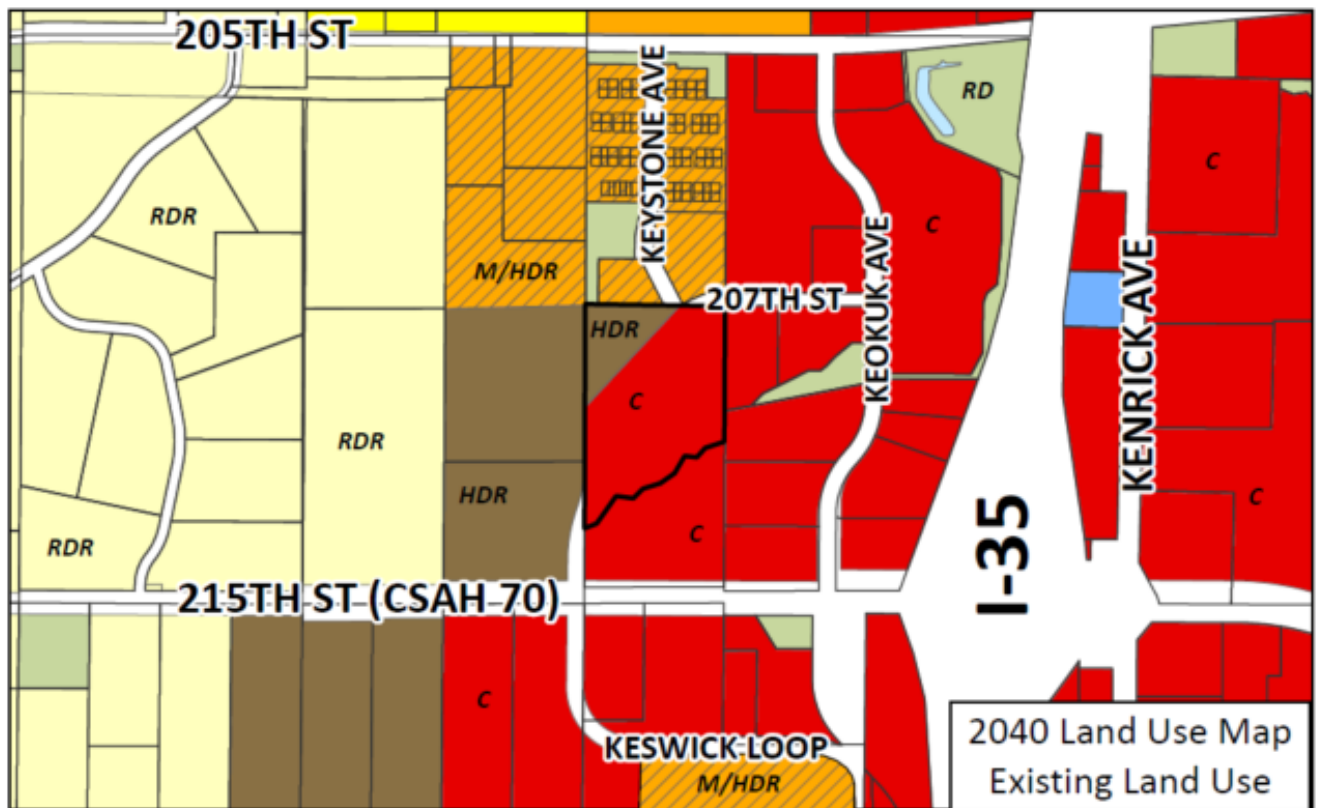 205TH ST
KEYSTONE AVE
RD
C
RDR
C
KEOKUK AVE
M/HDR
KENRICK AVE
207TH ST
HDR
C
RDR
HDR
C
C
RDR
I-35
215TH ST (CSAH 70)
C
KESWICK LOOP
M/HDR
2040 Land Use Map
Existing Land Use